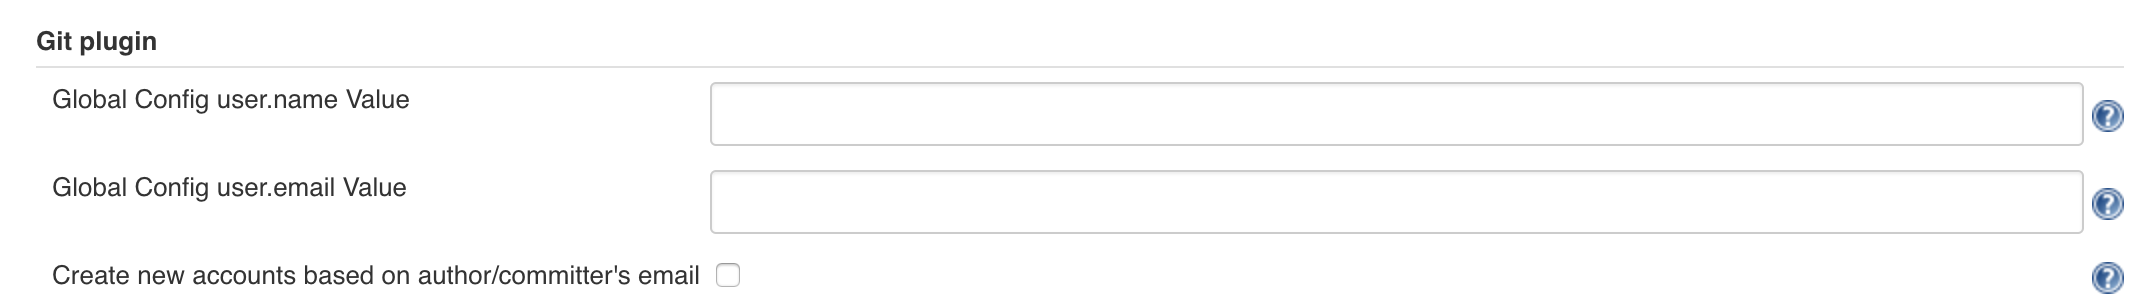 Git plugin
Global Config user.name Value
?
Global Config user.email Value
?
Create new accounts based on author/committer's email
?